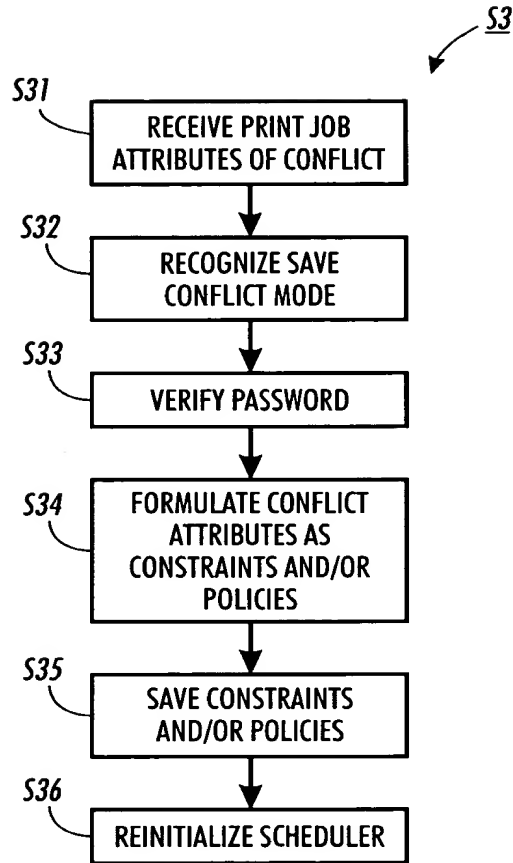 S3
S31
RECEIVE PRINT JOB
ATTRIBUTES OF CONFLICT
S32
RECOGNIZE SAVE
CONFLICT MODE
S33
VERIFY PASSWORD
S34
FORMULATE CONFLICT
ATTRIBUTES AS
CONSTRAINTS AND/OR
POLICIES
S35
SAVE CONSTRAINTS
AND/OR POLICIES
S36
REINITIALIZE SCHEDULER